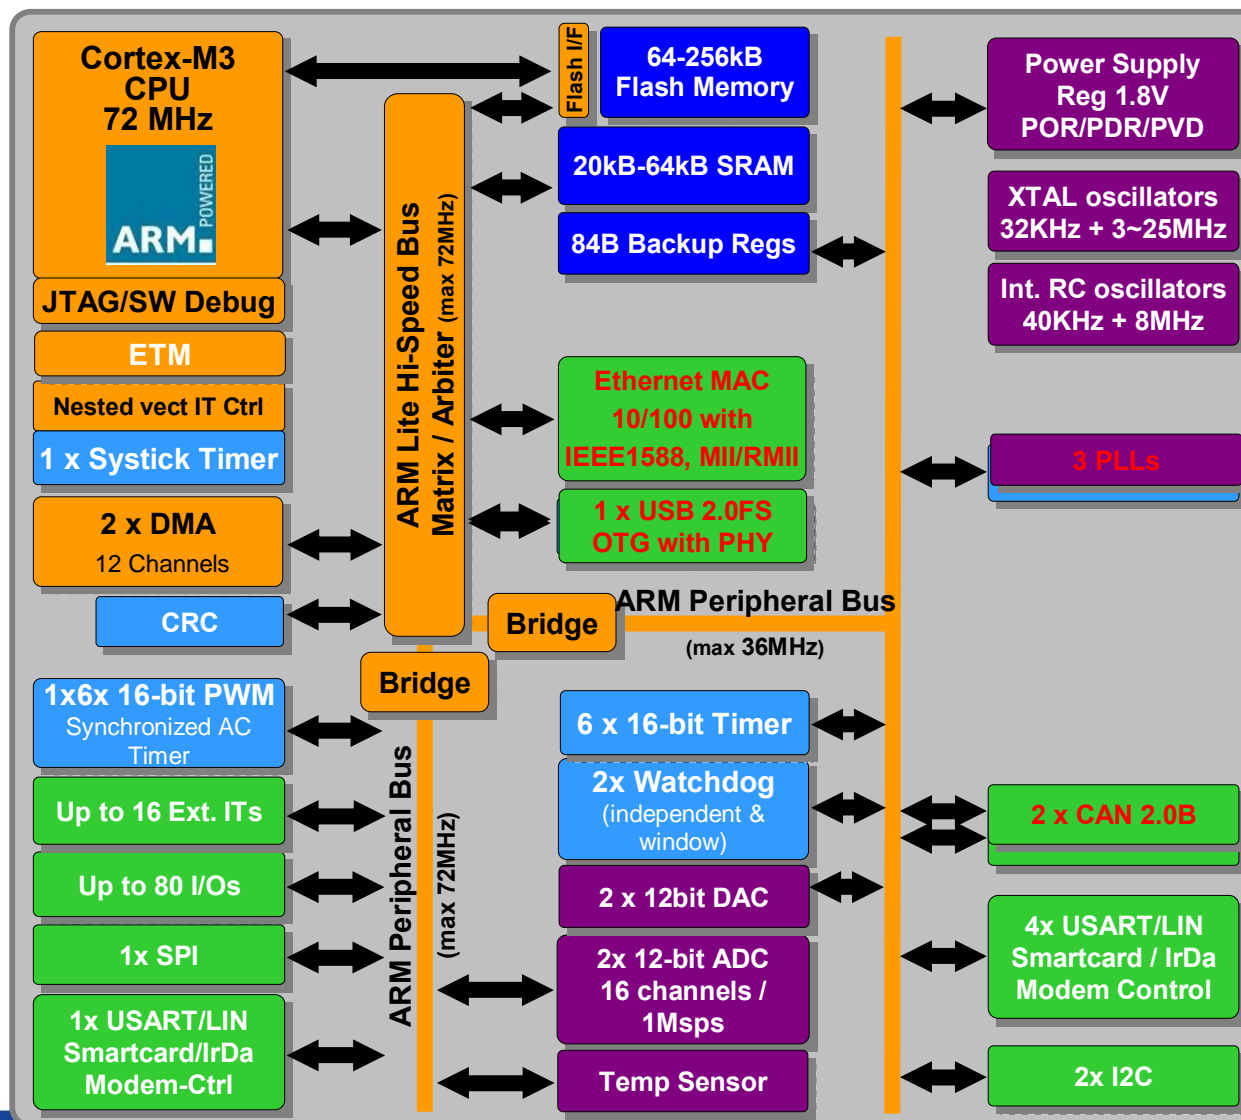 Cortex-M3
CPU
72 MHz
ARM
POWERED
JTAG/SW Debug
ETM
Nested vect IT Ctrl
1 x Systick Timer
2 x DMA
12 Channels
CRC
1x6x 16-bit PWM
Synchronized AC
Timer
Up to 16 Ext. ITs
Up to 80 I/Os
1x SPI
1x USART/LIN
Smartcard/IrDa
Modem-Ctrl
ARM Lite Hi-Speed Bus
Matrix / Arbiter (max 72MHz)
Bridge
Bridge
ARM Peripheral Bus
(max 36MHz)
ARM Peripheral Bus
(max 72MHz)
Flash I/F
64-256kB
Flash Memory
20kB-64kB SRAM
84B Backup Regs
Ethernet MAC
10/100 with
IEEE1588, MII/RMII
1 x USB 2.0FS
OTG with PHY
6 x 16-bit Timer
2x Watchdog
(independent &
window)
2 x 12bit DAC
2x 12-bit ADC
16 channels /
1Msps
Temp Sensor
Power Supply
Reg 1.8V
POR/PDR/PVD
XTAL oscillators
32KHz + 3~25MHz
Int. RC oscillators
40KHz + 8MHz
3 PLLs
2 x CAN 2.0B
4x USART/LIN
Smartcard / IrDa
Modem Control
2x I2C